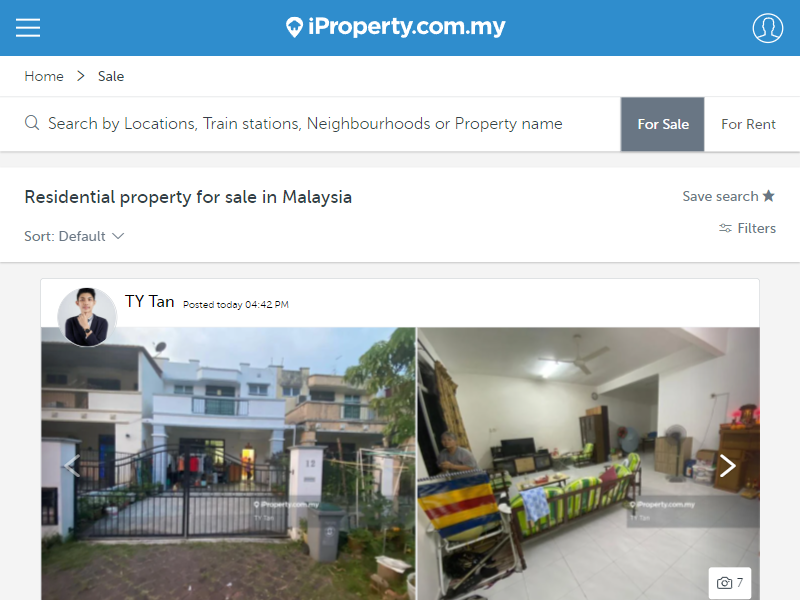 iProperty.com.my
Home > Sale
Search by Locations, Train stations, Neighbourhoods or Property name
For Sale
For Rent
Residential property for sale in Malaysia
Save search
Sort: Default
Filters
TY Tan Posted today 04:42 PM
12
iProperty.com.my
TY Tan
iProperty.com.my
TY Tan
7